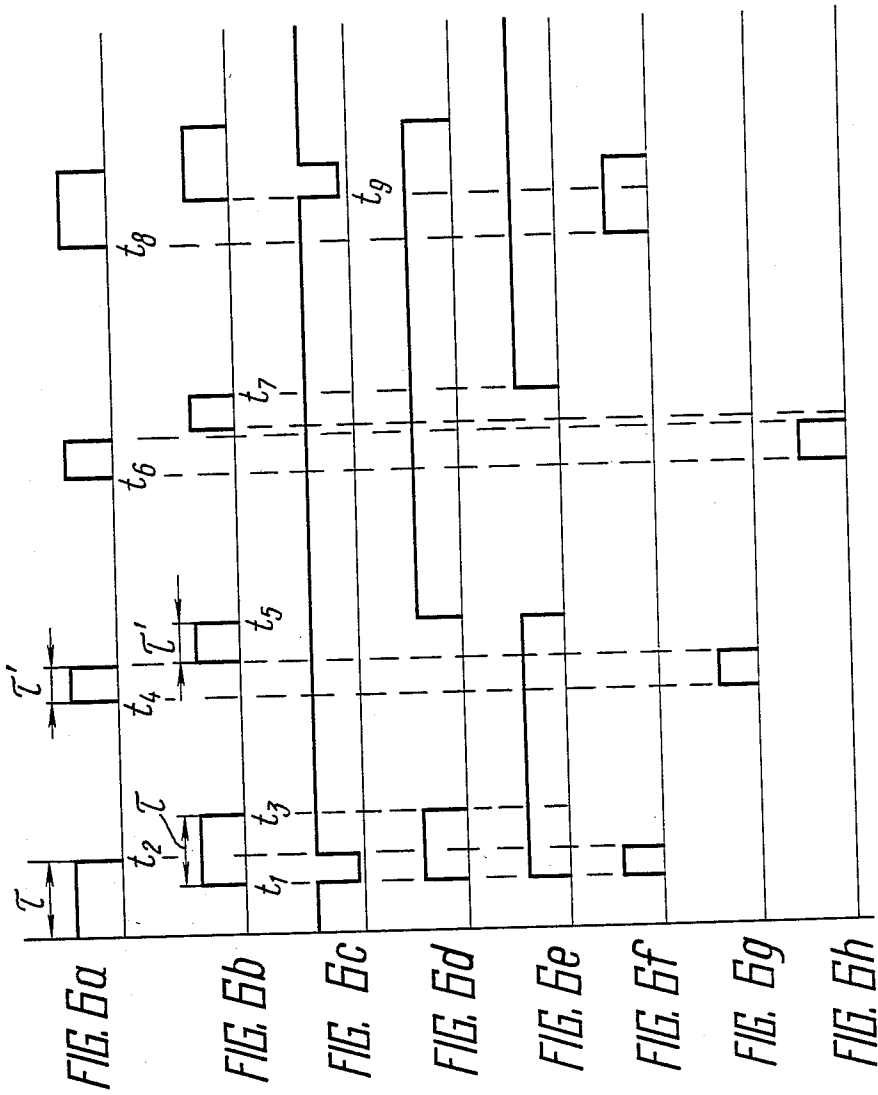 FIG. 6a
τ
t₂
τ'
t₄
t₆
t₈
FIG. 6b
t₁
τ
t₃
τ'
t₅
t₇
FIG. 6c
t₉
FIG. 6d
FIG. 6e
FIG. 6f
FIG. 6g
FIG. 6h